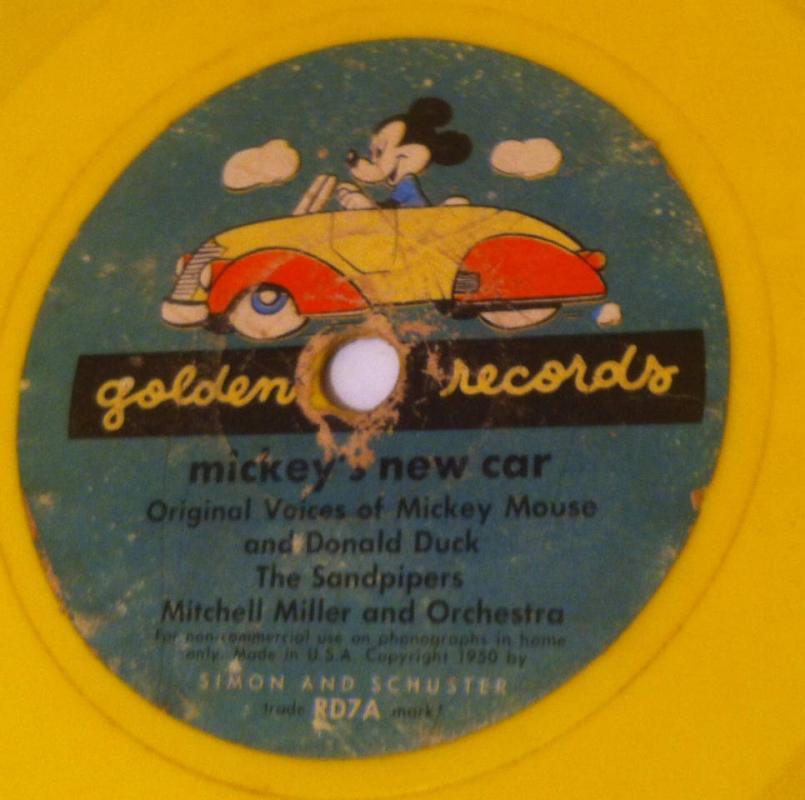 golden records
mickey's new car
Original Voices of Mickey Mouse
and Donald Duck
The Sandpipers
Mitchell Miller and Orchestra
For non-commercial use on phonographs in home
only. Made in U.S.A. Copyright 1950 by
SIMON AND SCHUSTER
trade RD7A mark